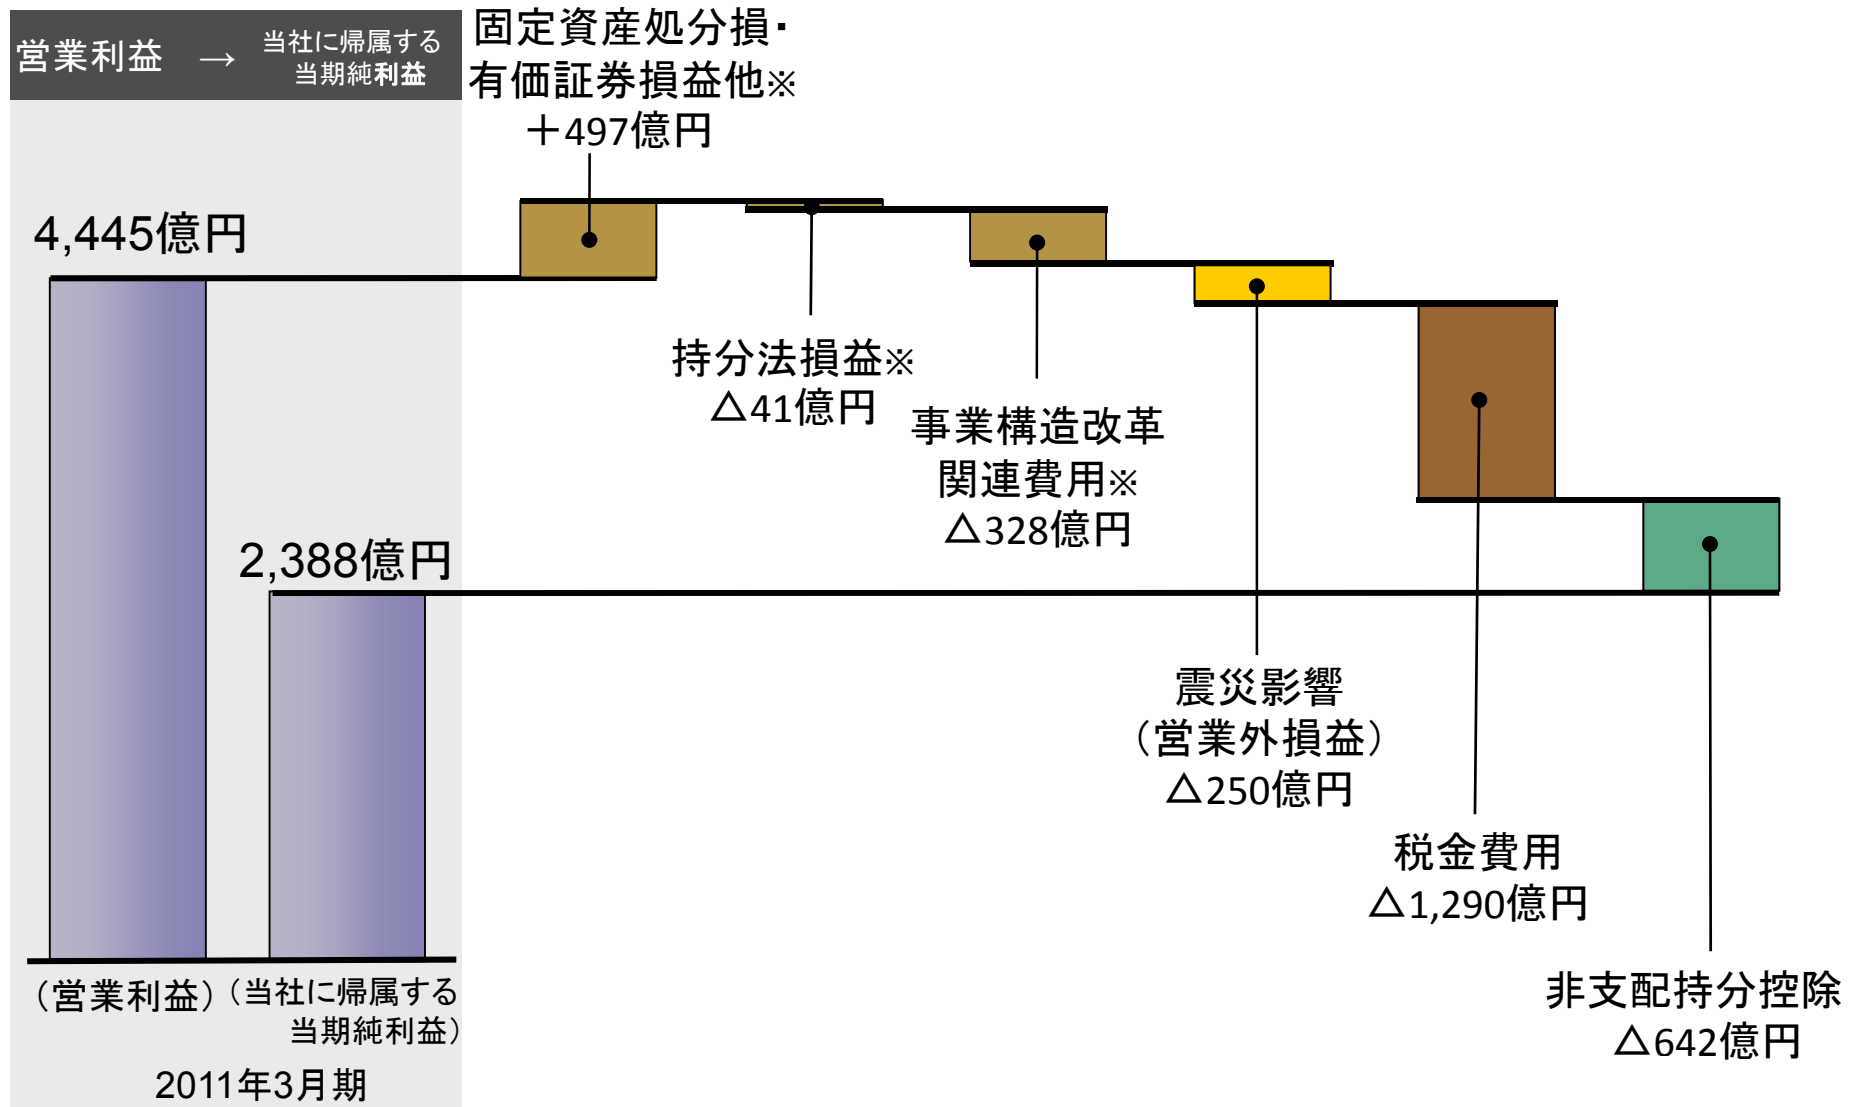 営業利益 → 当社に帰属する
当期純利益
固定資産処分損・
有価証券損益他※
＋497億円
4,445億円
2,388億円
持分法損益※
△41億円
事業構造改革
関連費用※
△328億円
震災影響
（営業外損益）
△250億円
税金費用
△1,290億円
非支配持分控除
△642億円
（営業利益）（当社に帰属する
当期純利益）
2011年3月期